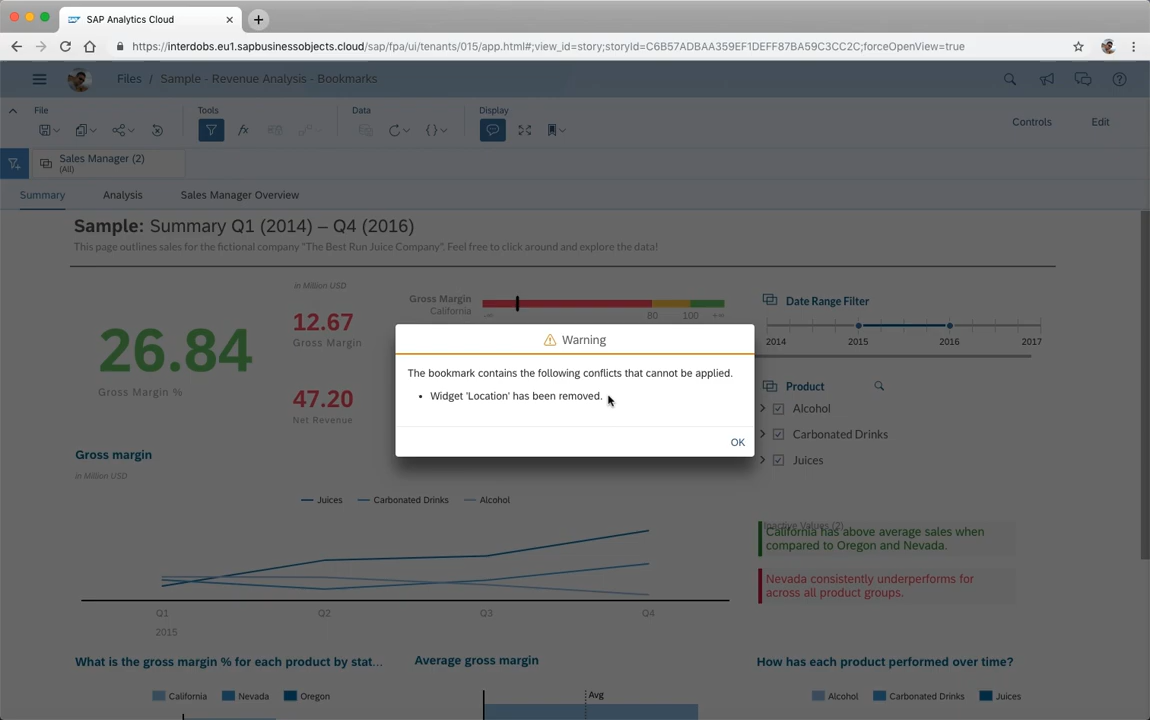 SAP Analytics Cloud
https://interdobs.eu1.sapbusinessobjects.cloud/sap/fpa/ui/tenants/015/app.html#;view_id=story;storyId=C6B57ADBAA359EF1DEFF87BA59C3CC2C;forceOpenView=true
Files / Sample - Revenue Analysis - Bookmarks
File
Tools
Data
Display
Controls
Edit
Sales Manager (2)
(All)
Summary
Analysis
Sales Manager Overview
Sample: Summary Q1 (2014) – Q4 (2016)
This page outlines sales for the fictional company "The Best Run Juice Company". Feel free to click around and explore the data!
26.84
Gross Margin %
in Million USD
12.67
Gross Margin
47.20
Net Revenue
Gross Margin
California
-∞
80
100
+∞
Date Range Filter
2014
2015
2016
2017
Warning
The bookmark contains the following conflicts that cannot be applied.
• Widget 'Location' has been removed.
OK
Product
Alcohol
Carbonated Drinks
Juices
Inactive Values (2)
California has above average sales when
compared to Oregon and Nevada.
Nevada consistently underperforms for
across all product groups.
Gross margin
in Million USD
Juices
Carbonated Drinks
Alcohol
Q1
Q2
Q3
Q4
2015
What is the gross margin % for each product by stat...
California
Nevada
Oregon
Average gross margin
Avg
How has each product performed over time?
Alcohol
Carbonated Drinks
Juices